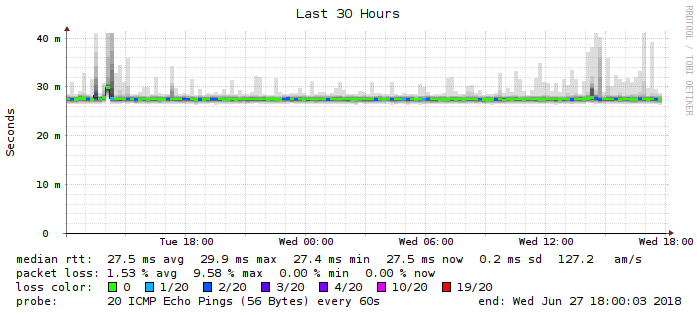 Last 30 Hours
RRDTOOL / TOBI OETIKER
Seconds
40 m
30 m
20 m
10 m
0
Tue 18:00 Wed 00:00 Wed 06:00 Wed 12:00 Wed 18:00
median rtt: 27.5 ms avg 29.9 ms max 27.4 ms min 27.5 ms now 0.2 ms sd 127.2 am/s
packet loss: 1.53 % avg 9.58 % max 0.00 % min 0.00 % now
loss color: 0 1/20 2/20 3/20 4/20 10/20 19/20
probe: 20 ICMP Echo Pings (56 Bytes) every 60s end: Wed Jun 27 18:00:03 2018